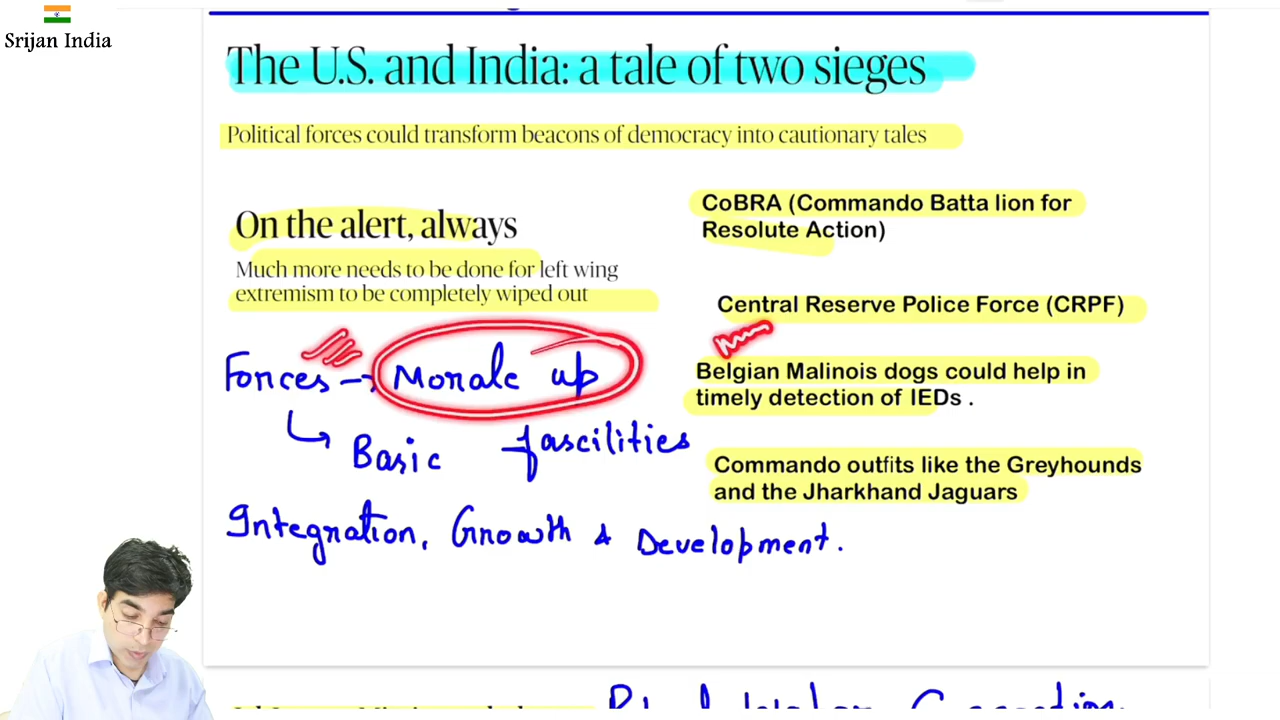 Srijan India
The U.S. and India: a tale of two sieges
Political forces could transform beacons of democracy into cautionary tales
On the alert, always
Much more needs to be done for left wing
extremism to be completely wiped out
Forces → Morale up
↳ Basic fascilities
Integration, Growth & Development.
CoBRA (Commando Batta lion for
Resolute Action)
Central Reserve Police Force (CRPF)
Belgian Malinois dogs could help in
timely detection of IEDs .
Commando outfits like the Greyhounds
and the Jharkhand Jaguars